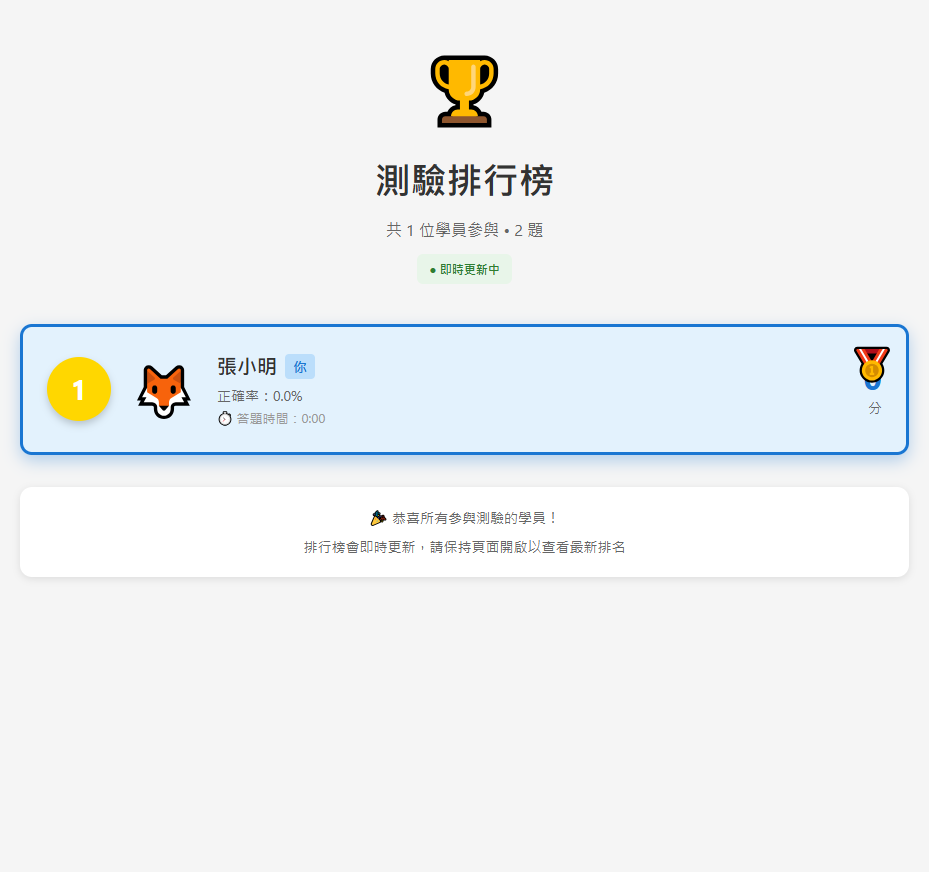 測驗排行榜
共 1 位學員參與 • 2 題
● 即時更新中
1
張小明 你
正確率：0.0%
答題時間：0:00
1
分
恭喜所有參與測驗的學員！
排行榜會即時更新，請保持頁面開啟以查看最新排名